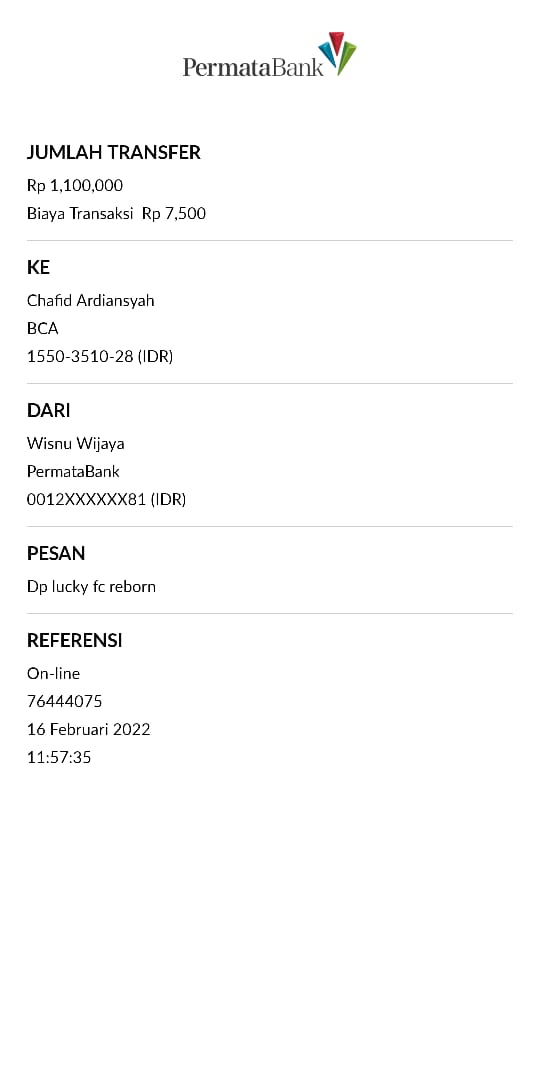 PermataBank
JUMLAH TRANSFER
Rp 1,100,000
Biaya Transaksi  Rp 7,500
KE
Chafid Ardiansyah
BCA
1550-3510-28 (IDR)
DARI
Wisnu Wijaya
PermataBank
0012XXXXXX81 (IDR)
PESAN
Dp lucky fc reborn
REFERENSI
On-line
76444075
16 Februari 2022
11:57:35